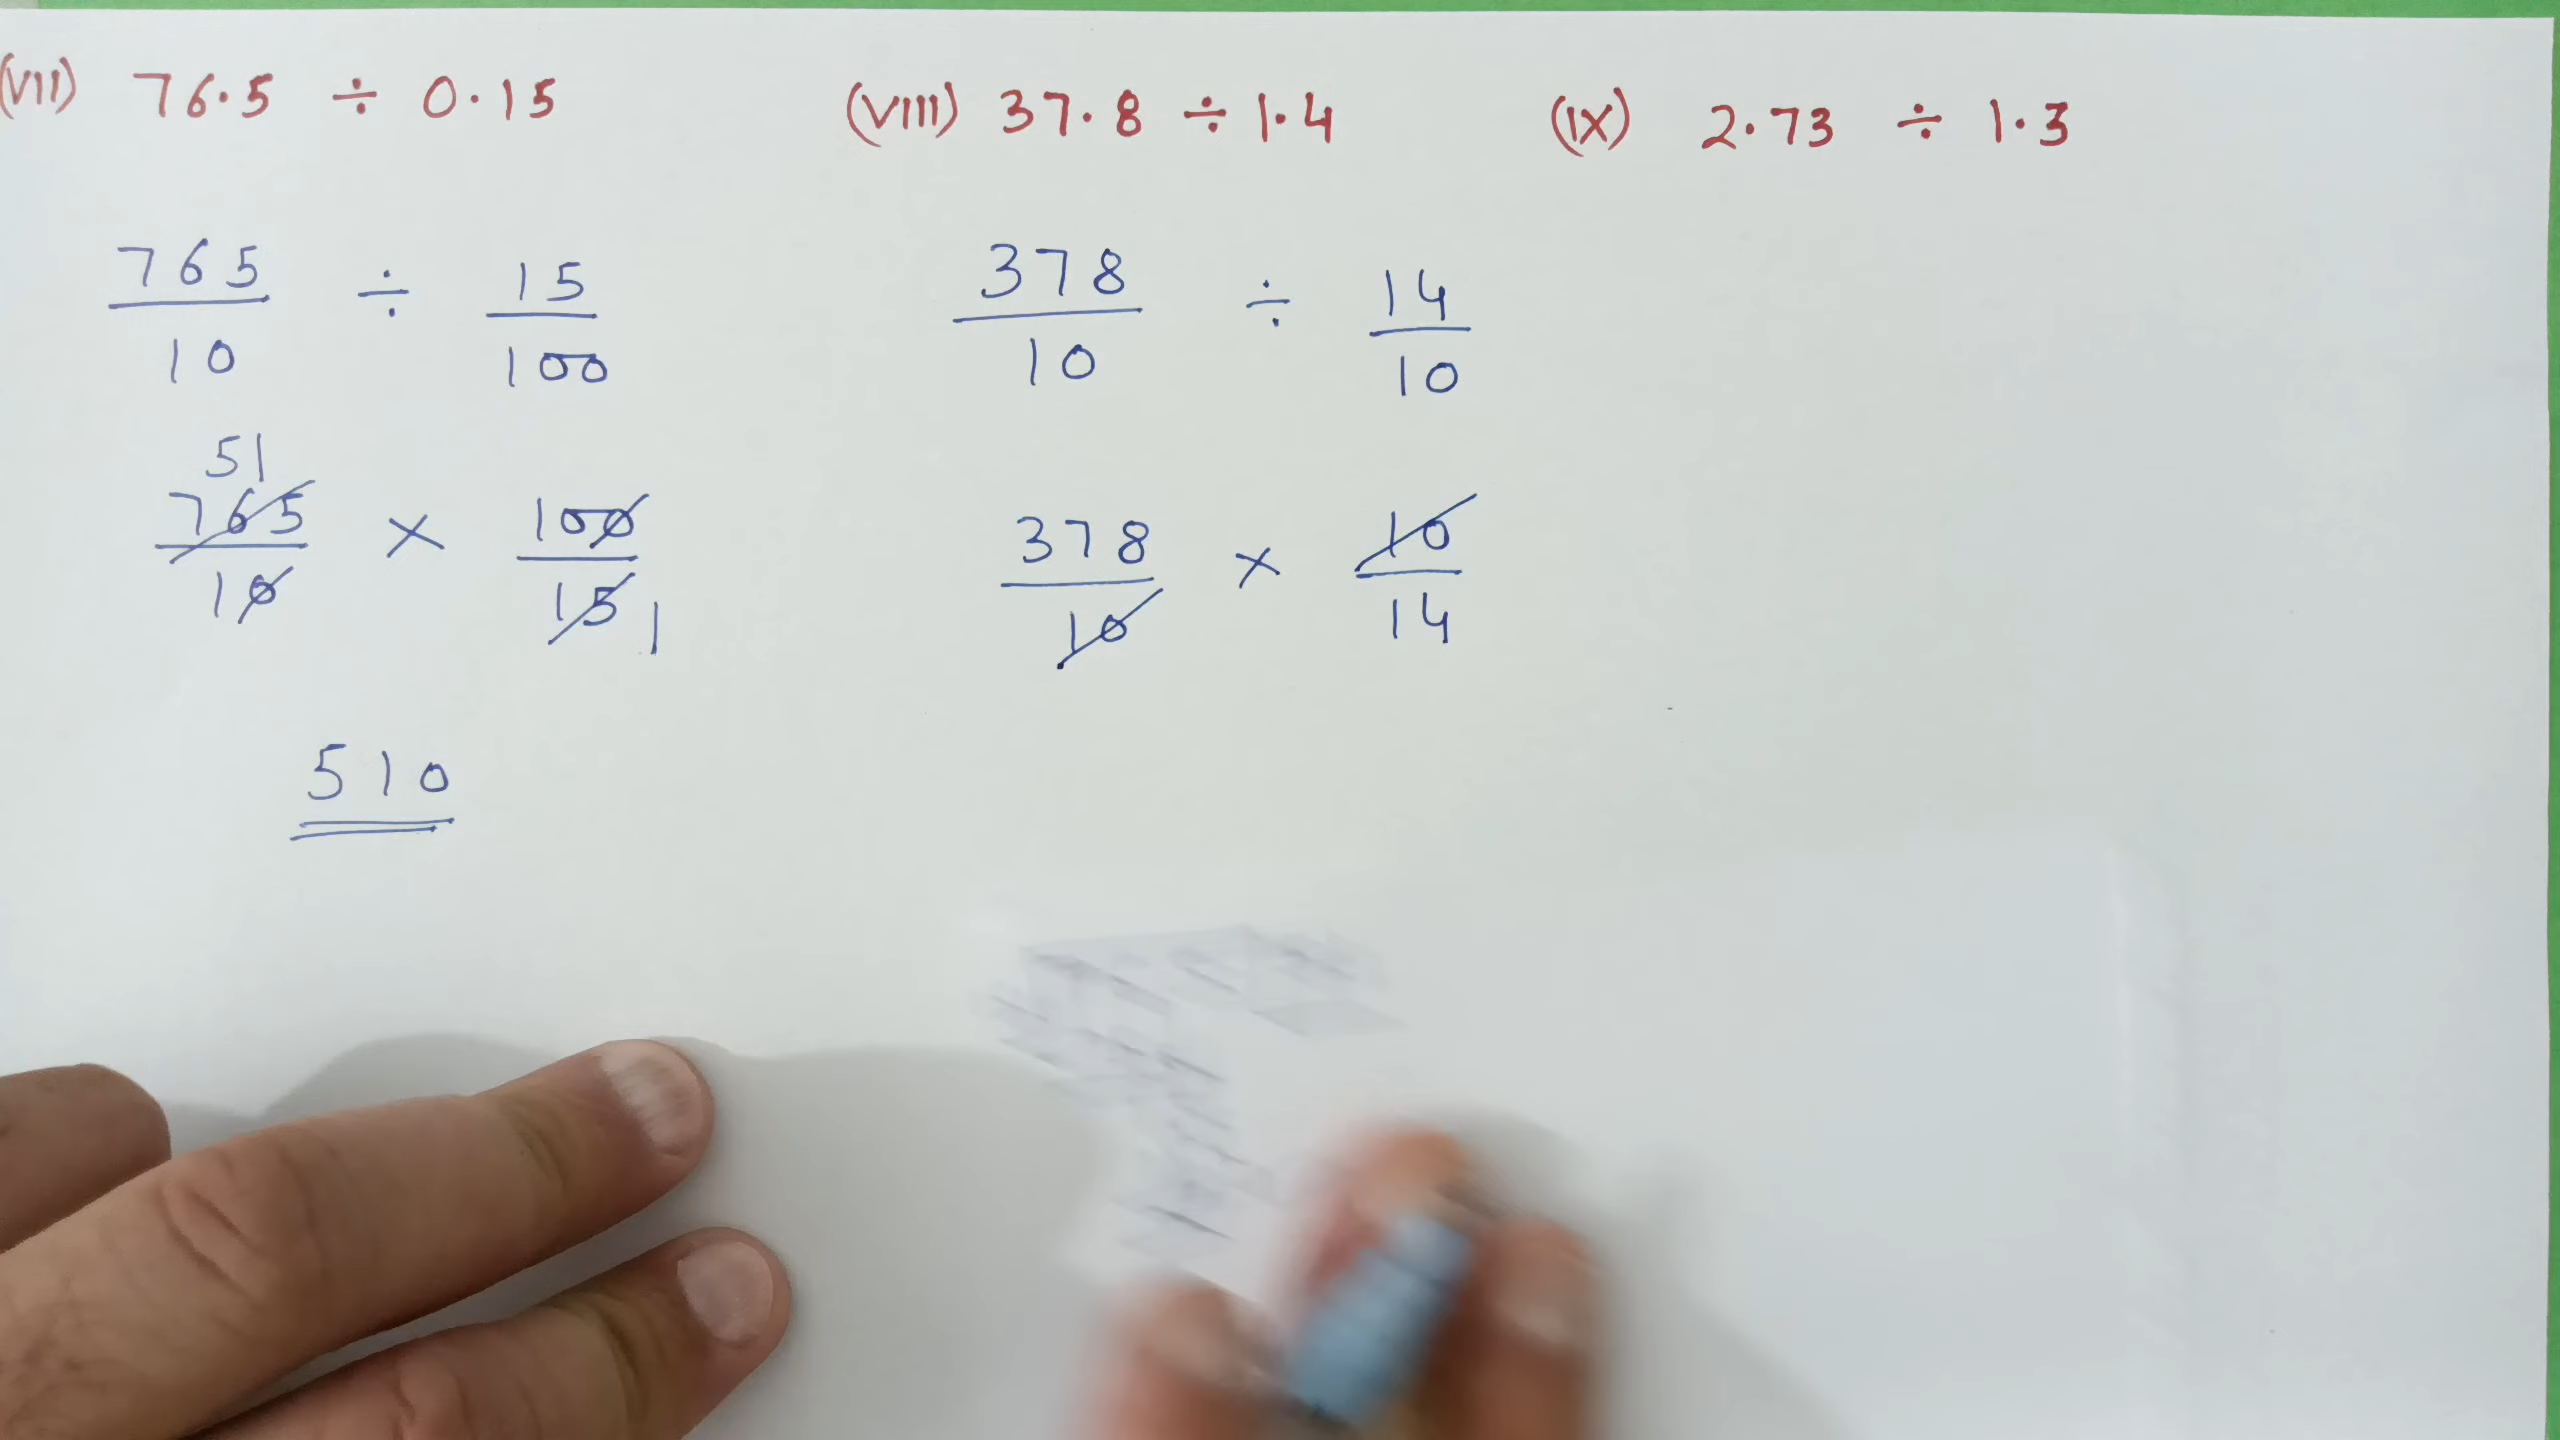 (VII) 76.5 ÷ 0.15
765/10 ÷ 15/100
51
765/10 × 100/15 1
510
(VIII) 37.8 ÷ 1.4
378/10 ÷ 14/10
378/10 × 10/14
(IX) 2.73 ÷ 1.3